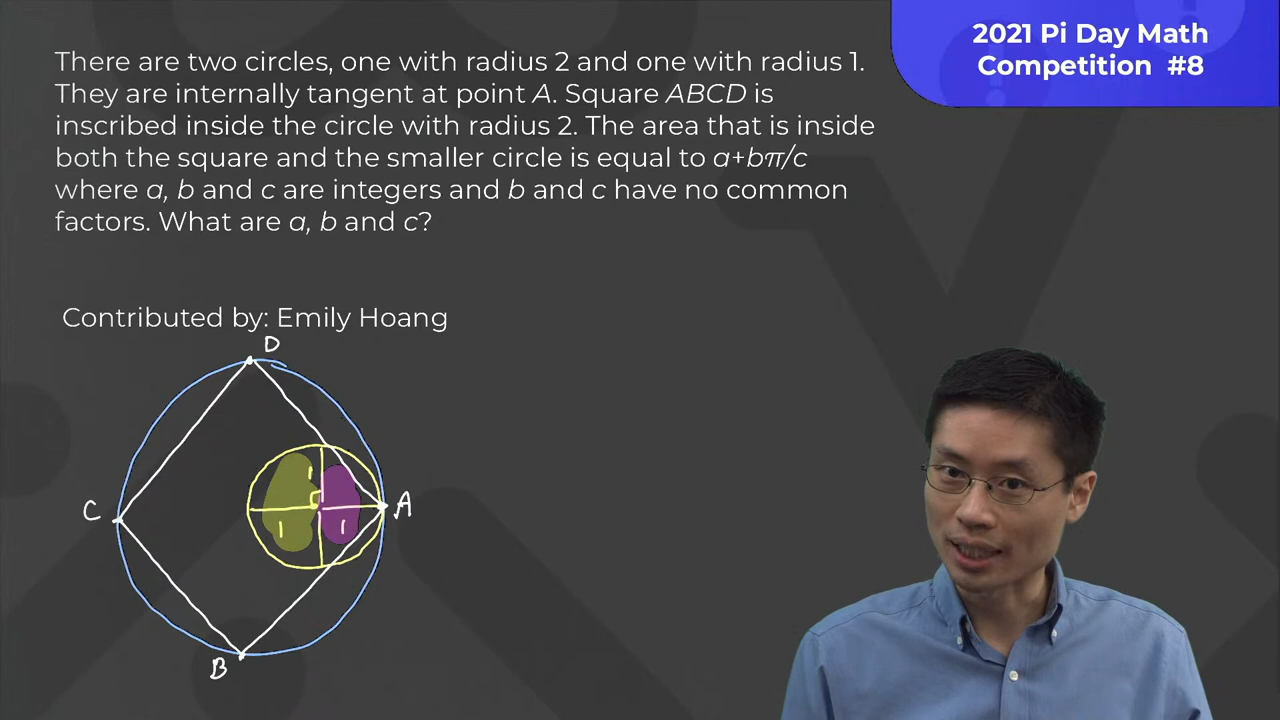 2021 Pi Day Math
Competition #8
There are two circles, one with radius 2 and one with radius 1.
They are internally tangent at point A. Square ABCD is
inscribed inside the circle with radius 2. The area that is inside
both the square and the smaller circle is equal to a+bπ/c
where a, b and c are integers and b and c have no common
factors. What are a, b and c?
Contributed by: Emily Hoang
D
1
C
A
1
1
B